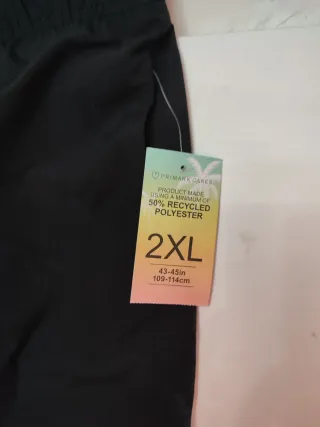 PRIMARK CARES
PRODUCT MADE
USING A MINIMUM OF
50% RECYCLED
POLYESTER
2XL
43-45in
109-114cm